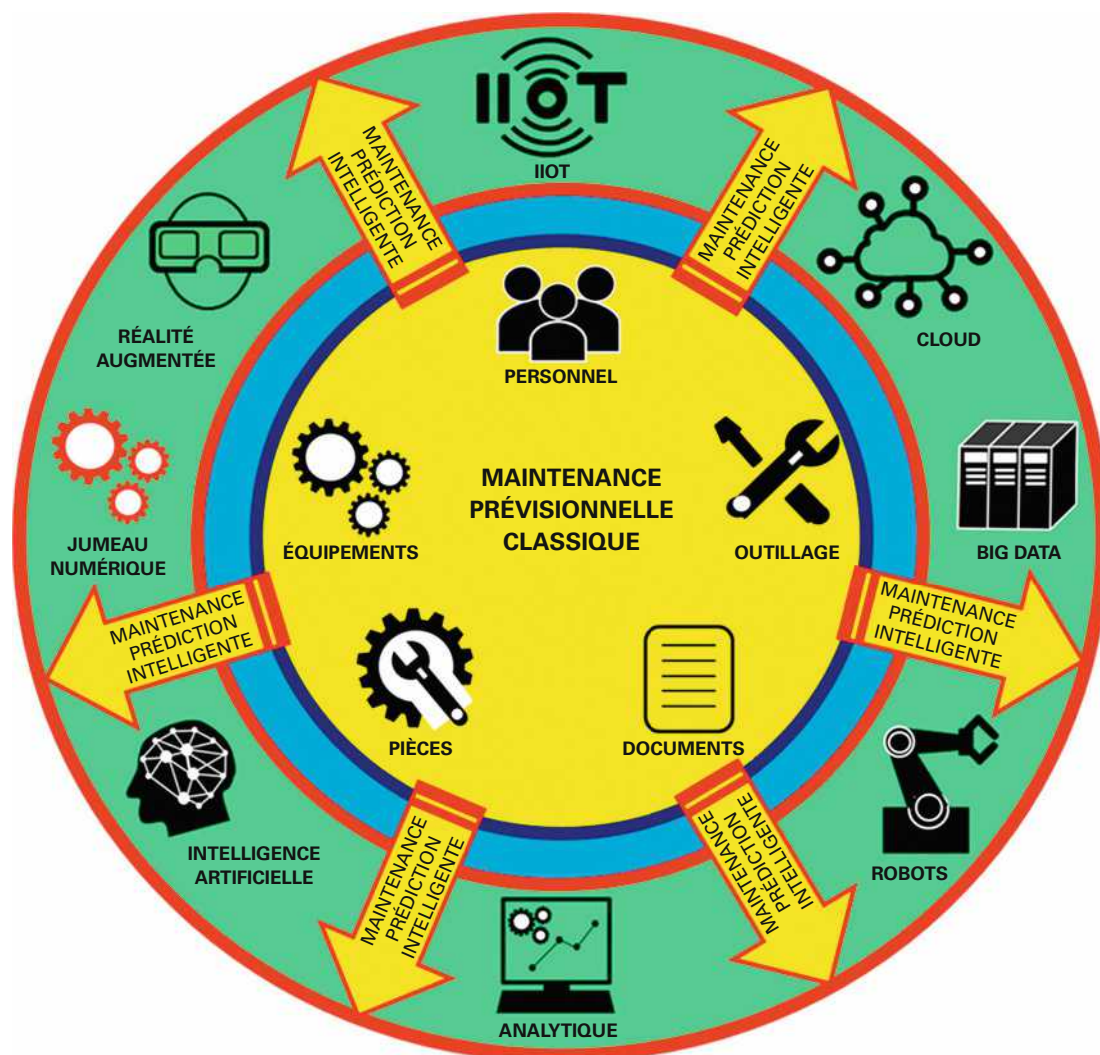 IIOT
IIOT
MAINTENANCE
PRÉDICTION
INTELLIGENTE
MAINTENANCE
PRÉDICTION
INTELLIGENTE
RÉALITÉ
AUGMENTÉE
CLOUD
PERSONNEL
MAINTENANCE
PRÉVISIONNELLE
CLASSIQUE
JUMEAU
NUMÉRIQUE
ÉQUIPEMENTS
OUTILLAGE
BIG DATA
MAINTENANCE
PRÉDICTION
INTELLIGENTE
MAINTENANCE
PRÉDICTION
INTELLIGENTE
PIÈCES
DOCUMENTS
INTELLIGENCE
ARTIFICIELLE
MAINTENANCE
PRÉDICTION
INTELLIGENTE
MAINTENANCE
PRÉDICTION
INTELLIGENTE
ROBOTS
ANALYTIQUE